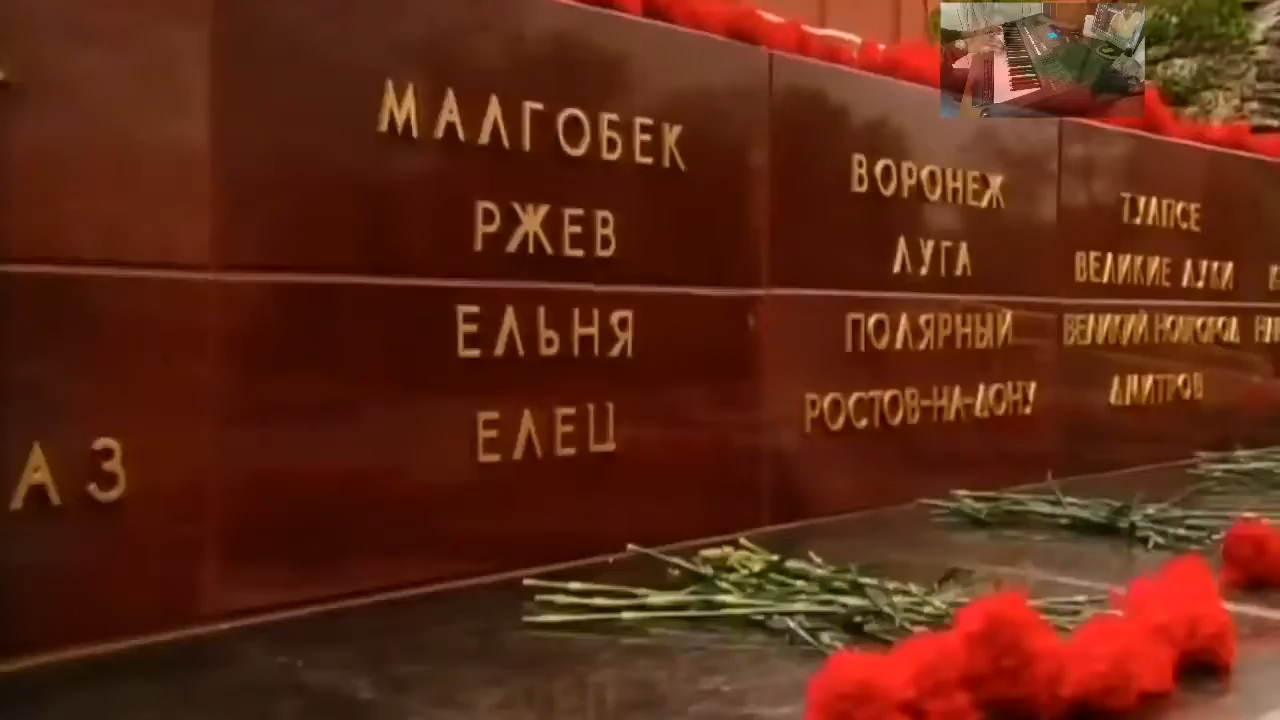 АЗ
МАЛГОБЕК
РЖЕВ
ЕЛЬНЯ
ЕЛЕЦ
ВОРОНЕЖ
ЛУГА
ПОЛЯРНЫЙ
РОСТОВ-НА-ДОНУ
ТУАПСЕ
ВЕЛИКИЕ ЛУКИ
ВЕЛИКИЙ НОВГОРОД
ДМИТРОВ